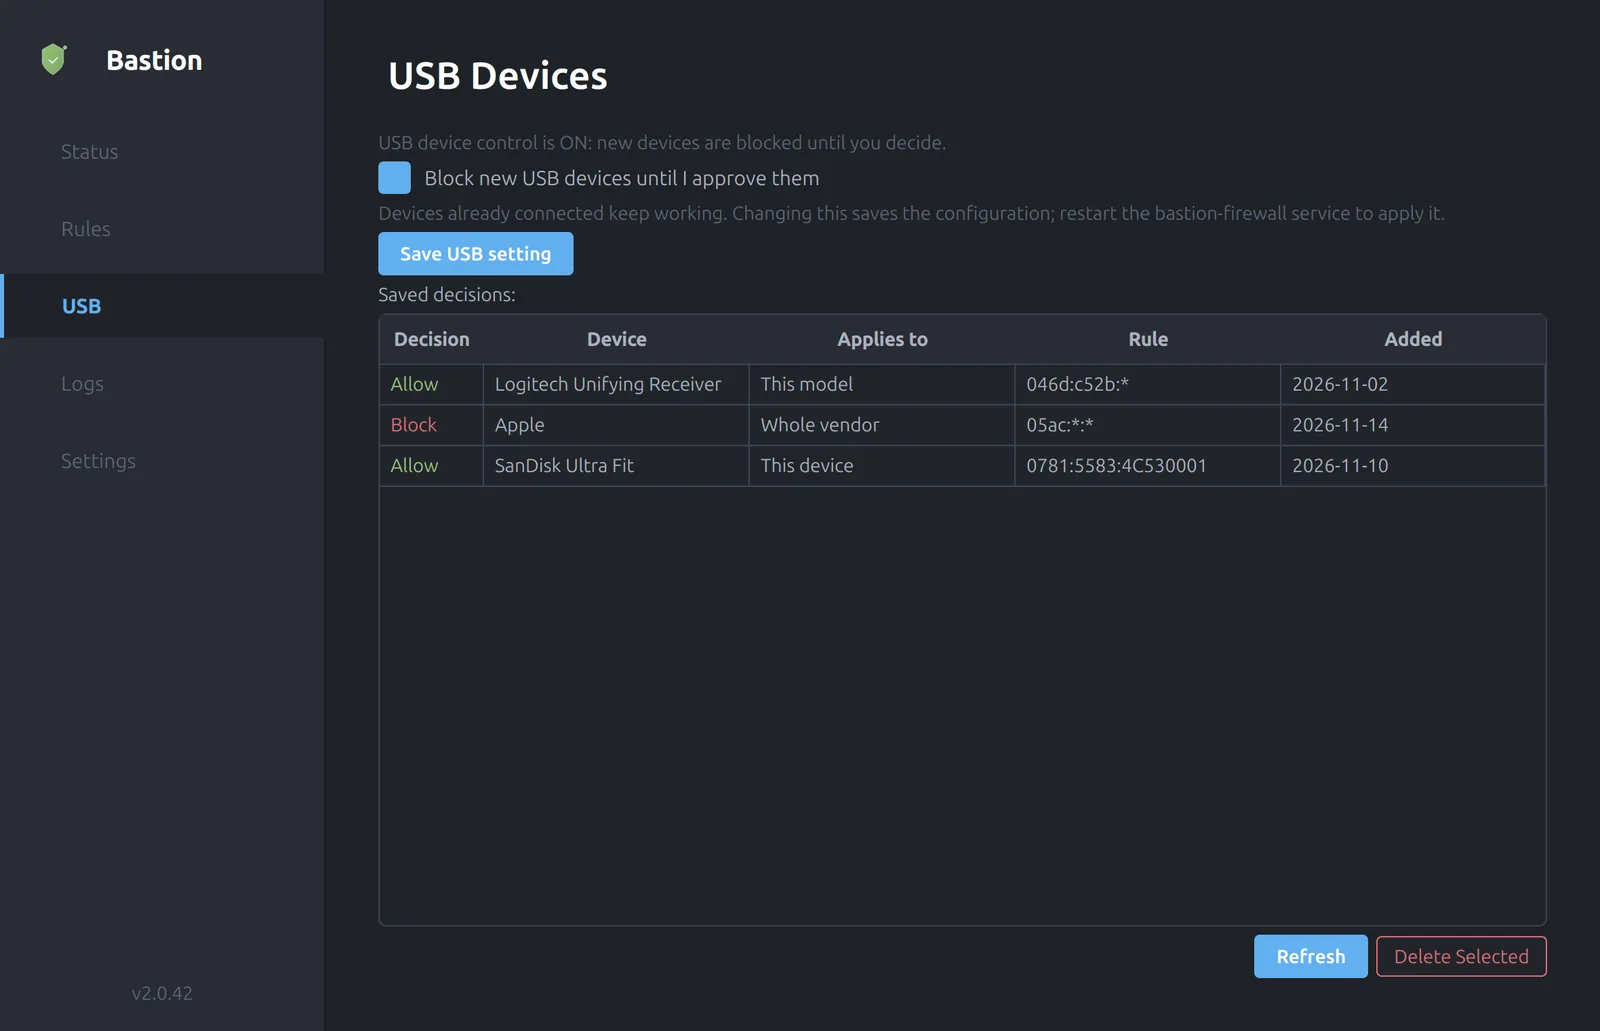 Bastion
Status
Rules
USB
Logs
Settings
v2.0.42
USB Devices
USB device control is ON: new devices are blocked until you decide.
Block new USB devices until I approve them
Devices already connected keep working. Changing this saves the configuration; restart the bastion-firewall service to apply it.
Save USB setting
Saved decisions:
Decision Device Applies to Rule Added
Allow Logitech Unifying Receiver This model 046d:c52b:* 2026-11-02
Block Apple Whole vendor 05ac:*:* 2026-11-14
Allow SanDisk Ultra Fit This device 0781:5583:4C530001 2026-11-10
Refresh Delete Selected